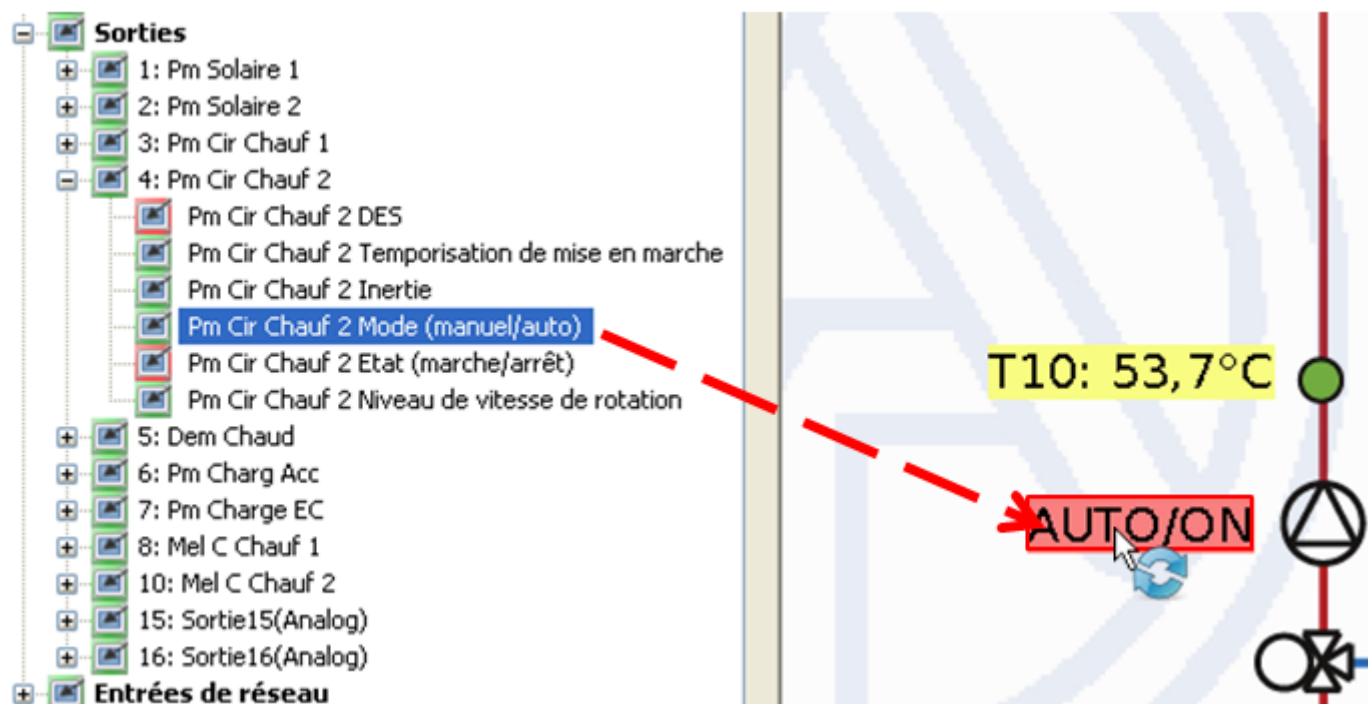 Sorties
1: Pm Solaire 1
2: Pm Solaire 2
3: Pm Cir Chauf 1
4: Pm Cir Chauf 2
Pm Cir Chauf 2 DES
Pm Cir Chauf 2 Temporisation de mise en marche
Pm Cir Chauf 2 Inertie
Pm Cir Chauf 2 Mode (manuel/auto)
Pm Cir Chauf 2 Etat (marche/arrêt)
Pm Cir Chauf 2 Niveau de vitesse de rotation
5: Dem Chaud
6: Pm Charg Acc
7: Pm Charge EC
8: Mel C Chauf 1
10: Mel C Chauf 2
15: Sortie15(Analog)
16: Sortie16(Analog)
Entrées de réseau
T10: 53,7°C
AUTO/ON